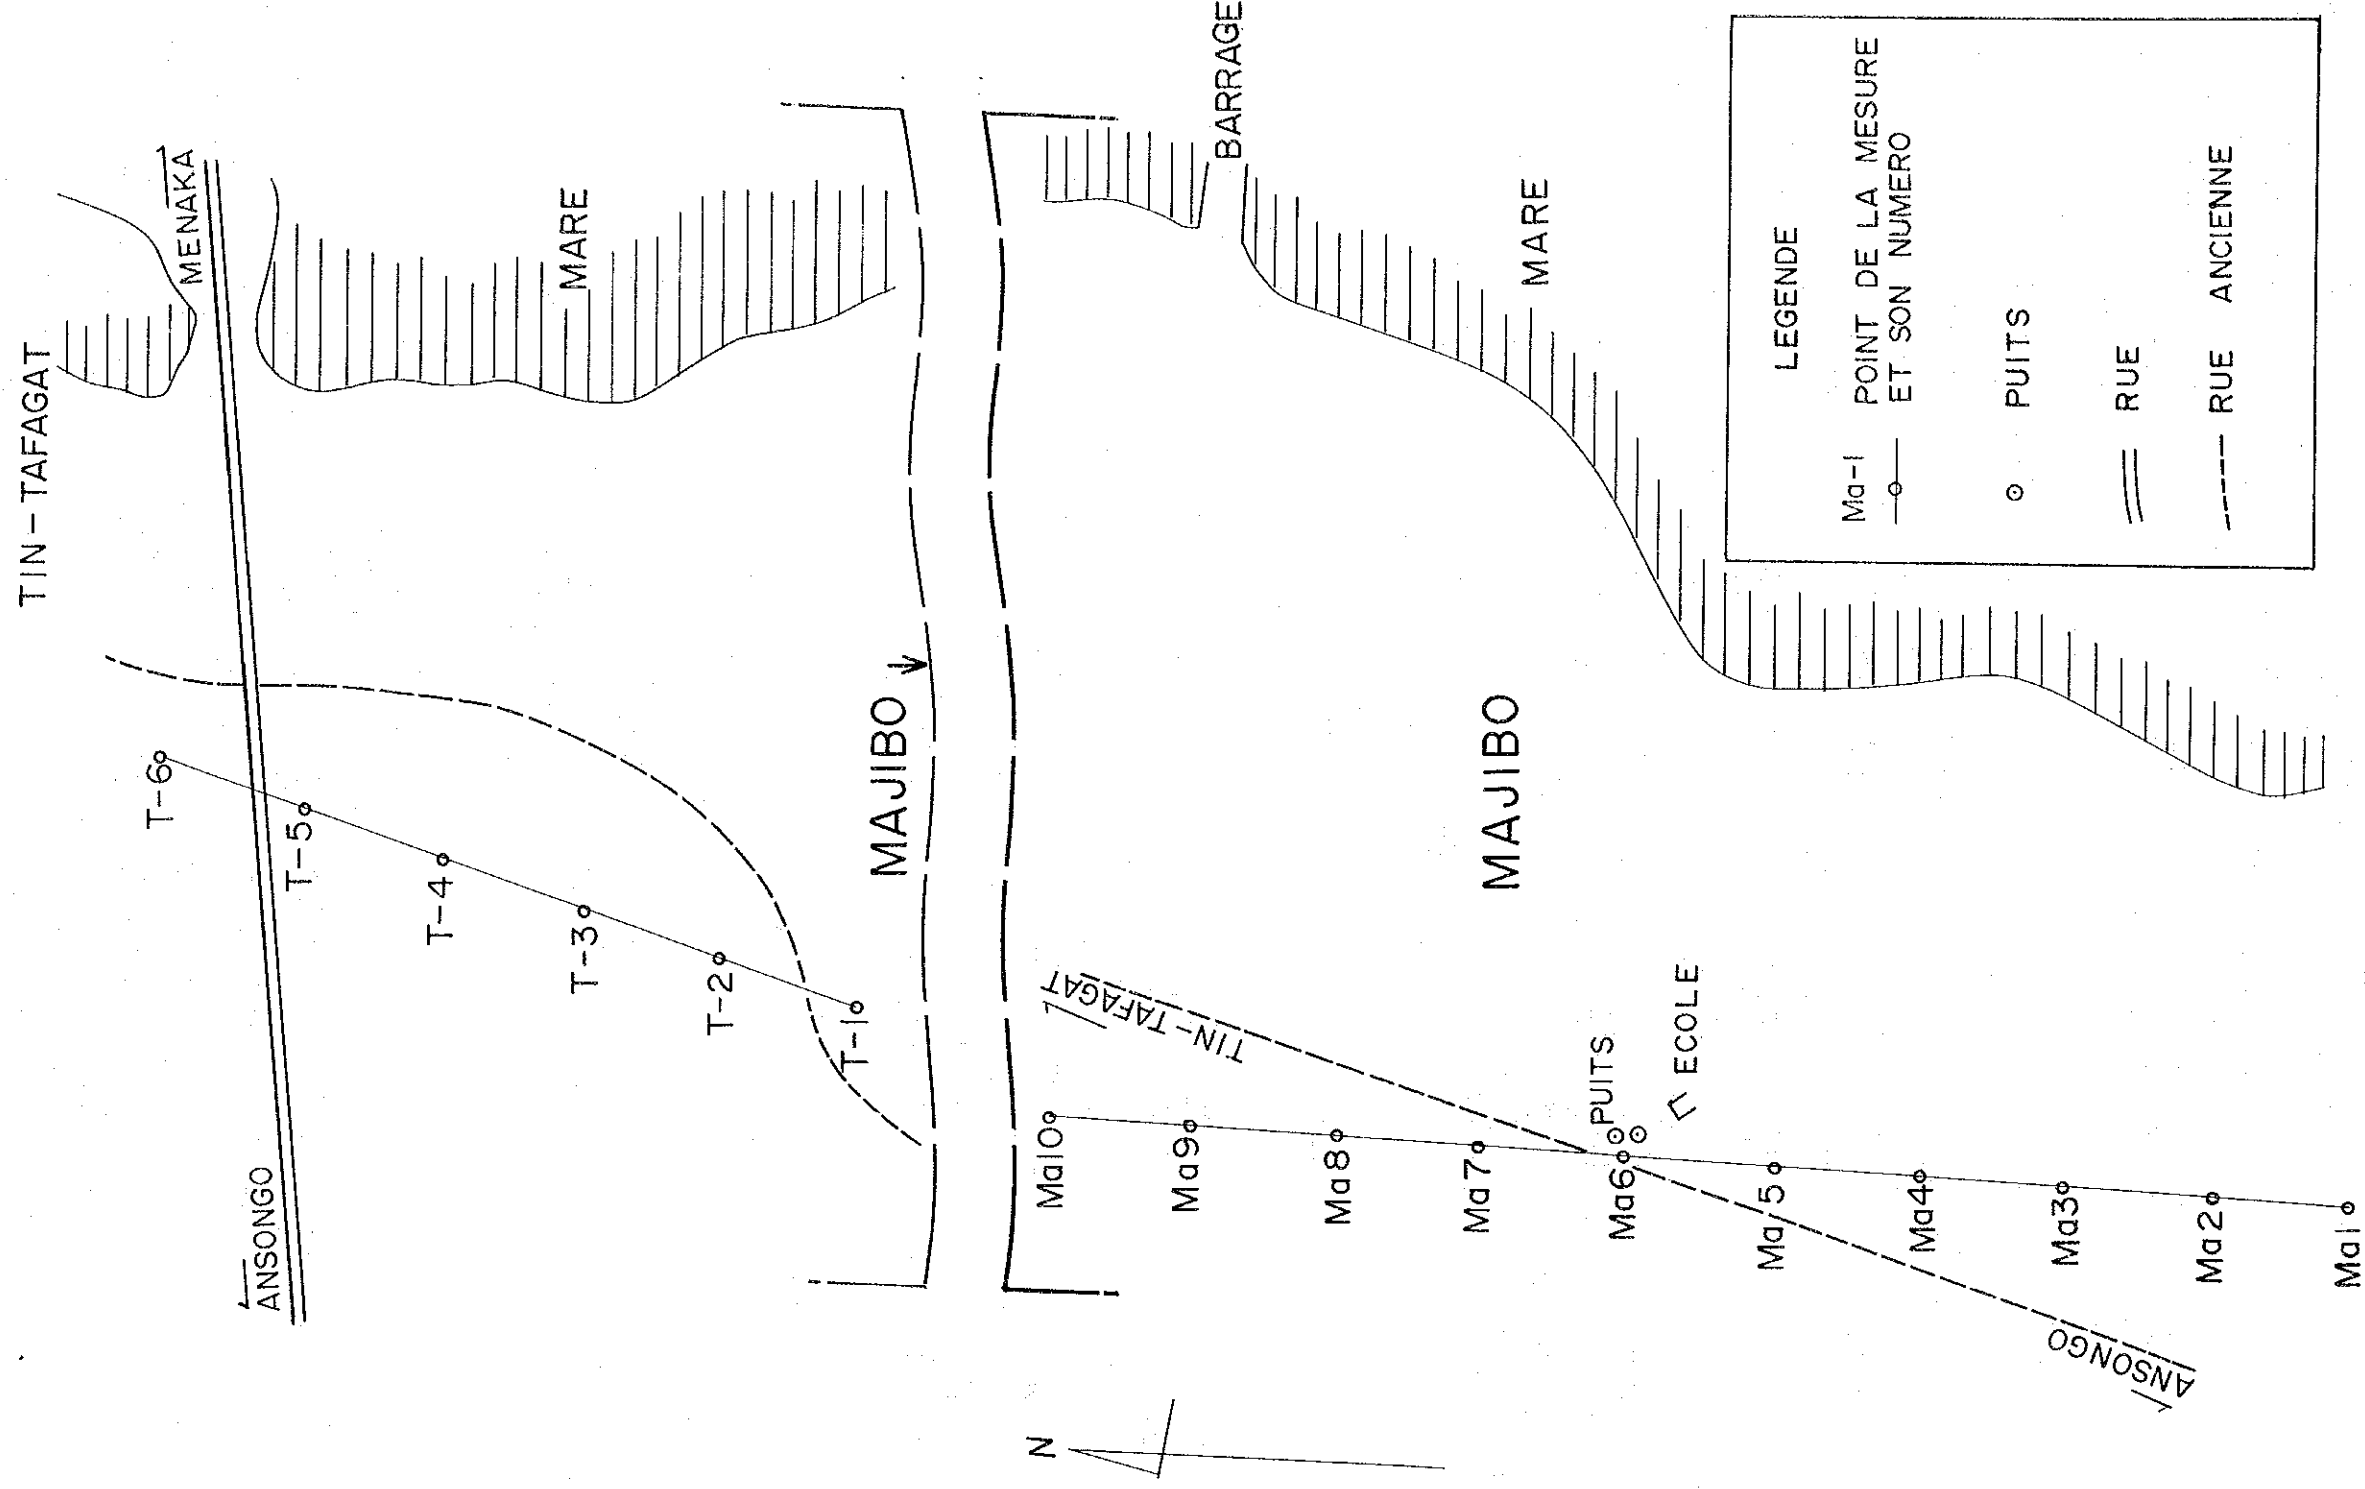 TIN-TAFAGAT
MENAKA
ANSONGO
MARE
T-6
T-5
T-4
T-3
T-2
T-1
MAJIBO
BARRAGE
MARE
MAJIBO
TIN-TAFAGAT
PUITS
ECOLE
Ma10
Ma9
Ma8
Ma7
Ma6
Ma5
Ma4
Ma3
Ma2
Ma1
ANSONGO
N
LEGENDE
Ma-1 POINT DE LA MESURE
ET SON NUMERO
PUITS
RUE
RUE ANCIENNE